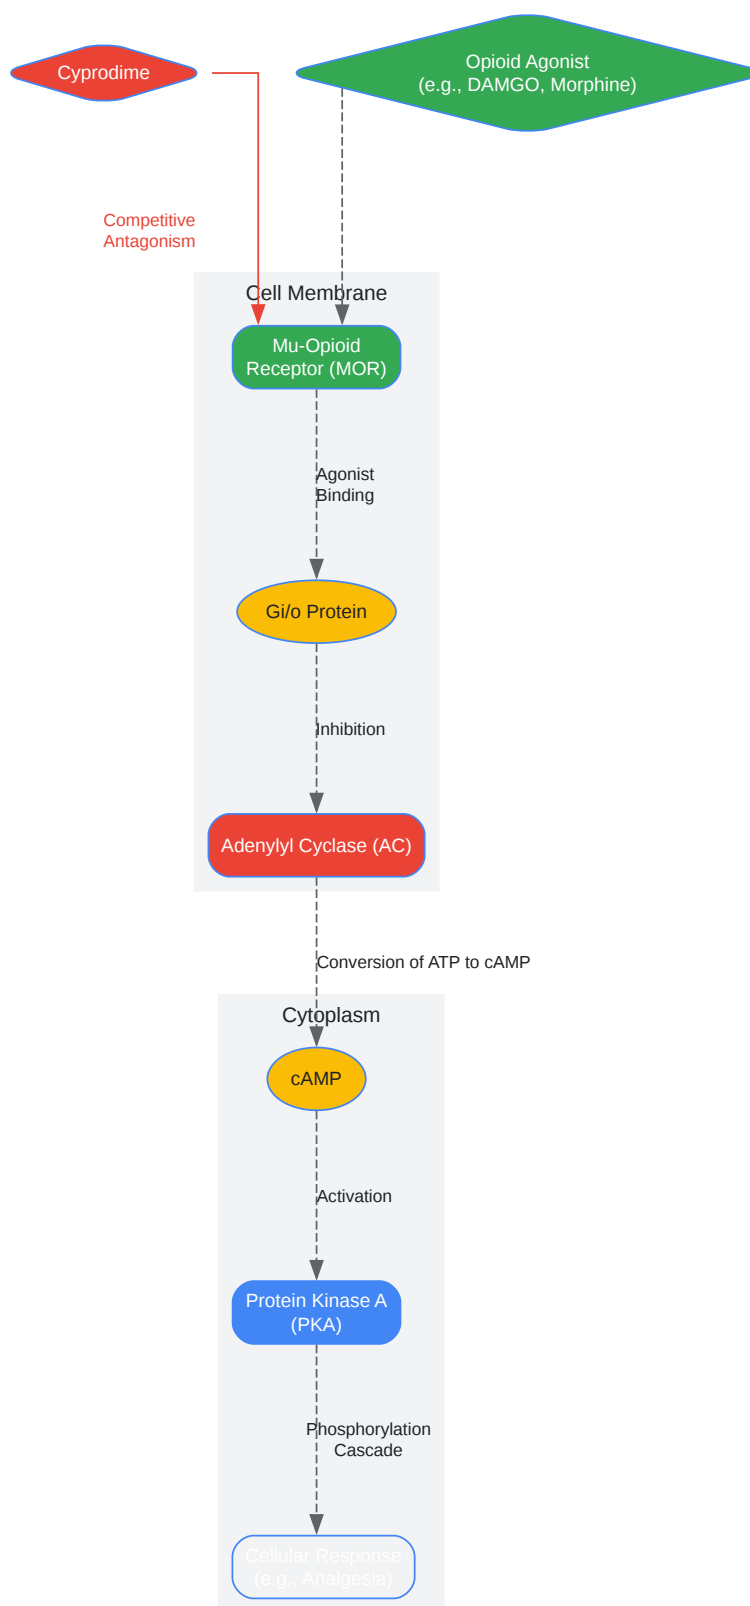 Cyprodime
Opioid Agonist
(e.g., DAMGO, Morphine)
Competitive
Antagonism
Cell Membrane
Mu-Opioid
Receptor (MOR)
Agonist
Binding
Gi/o Protein
Inhibition
Adenylyl Cyclase (AC)
Conversion of ATP to cAMP
Cytoplasm
cAMP
Activation
Protein Kinase A
(PKA)
Phosphorylation
Cascade
Cellular Response
(e.g., Analgesia)